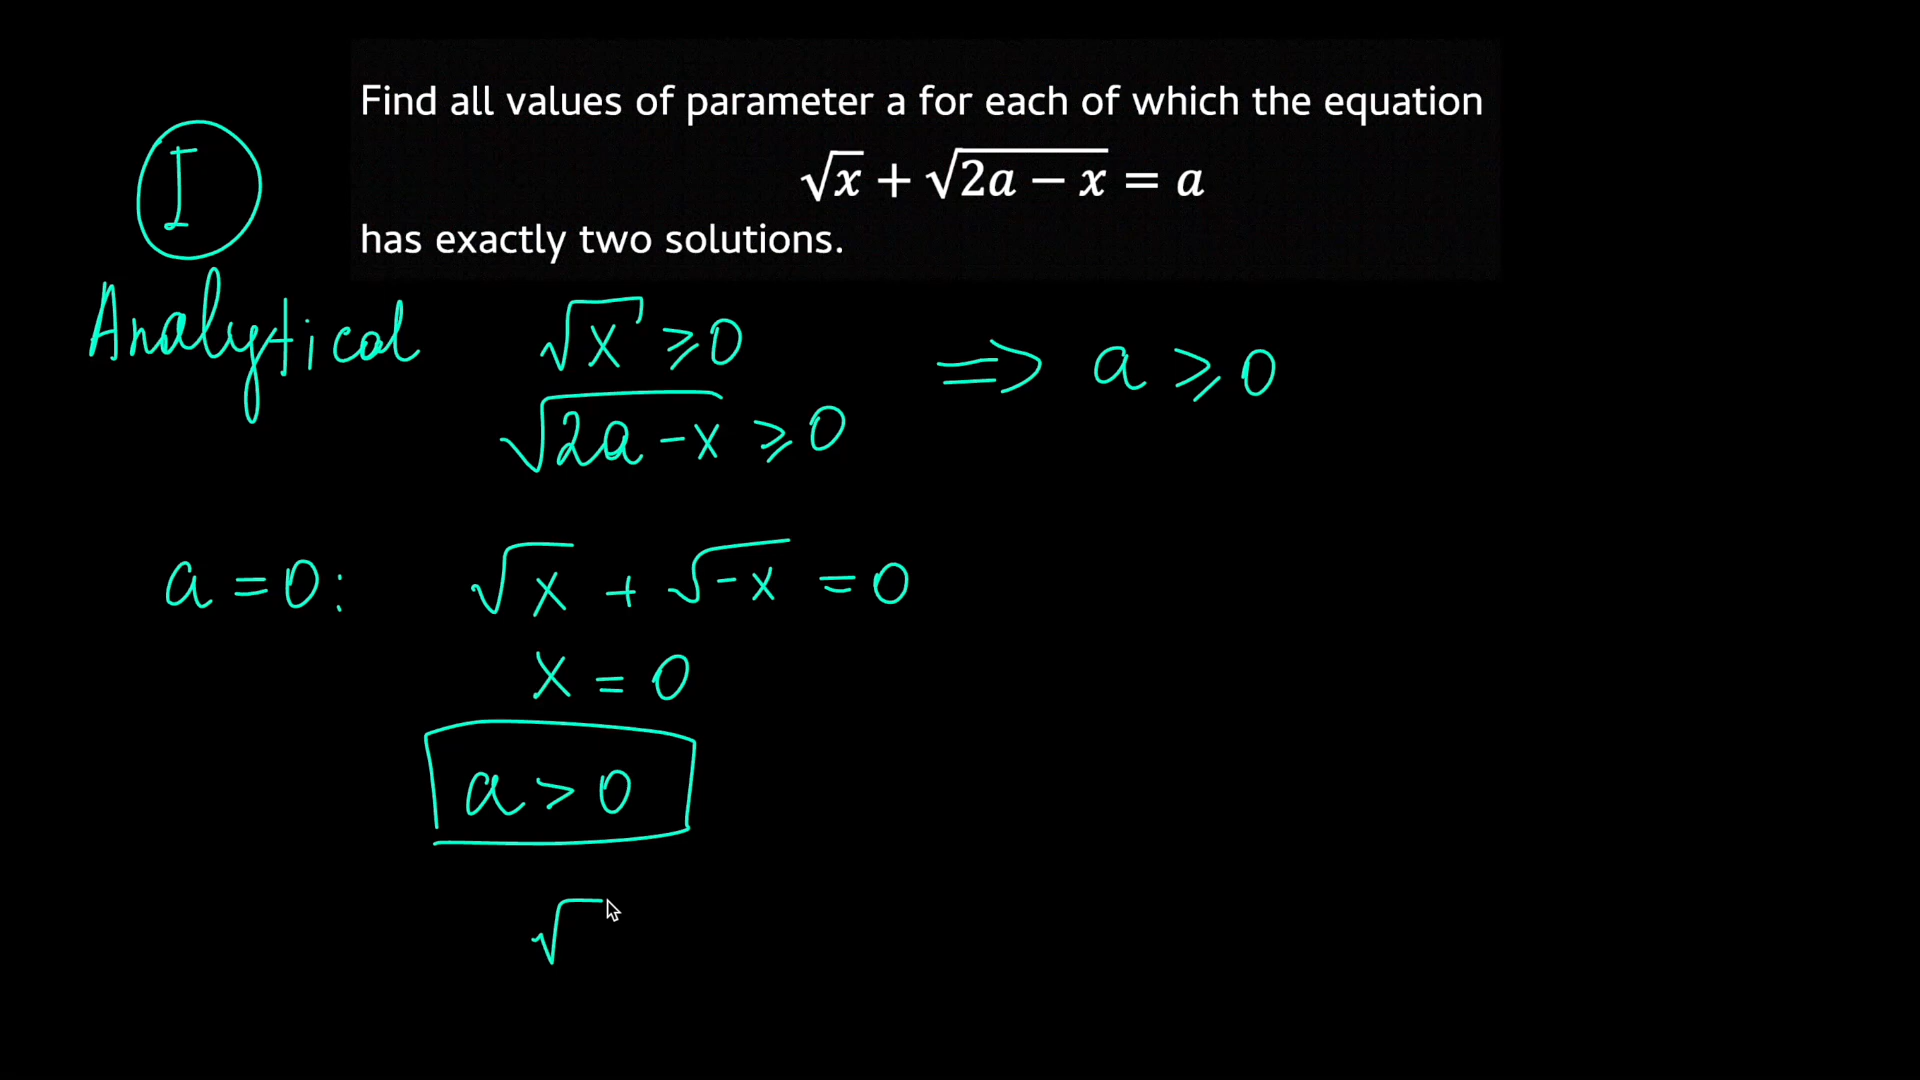 Find all values of parameter a for each of which the equation
√x + √(2a − x) = a
has exactly two solutions.
I
Analytical
√x ⩾ 0
⇒ a ⩾ 0
√(2a − x) ⩾ 0
a = 0: √x + √−x = 0
x = 0
a > 0
√